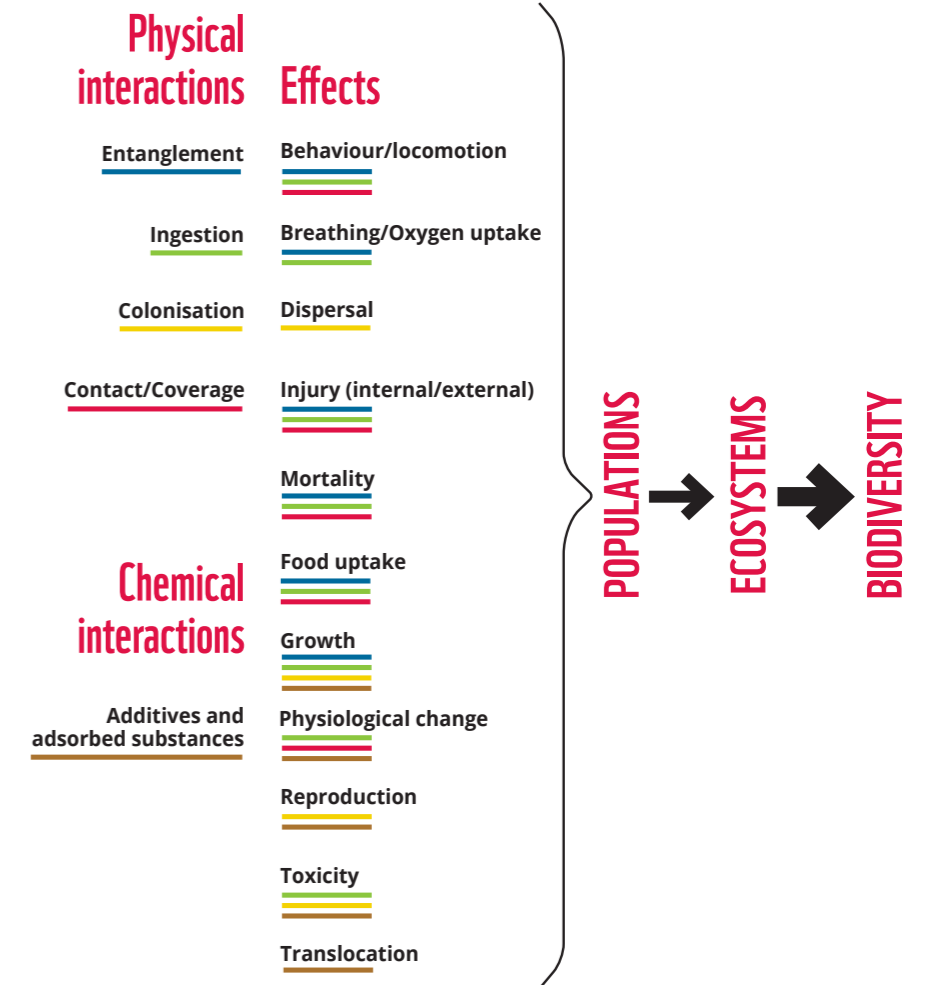 Physical
interactions
Effects
Entanglement
Behaviour/locomotion
Ingestion
Breathing/Oxygen uptake
Colonisation
Dispersal
Contact/Coverage
Injury (internal/external)
Mortality
Food uptake
Chemical
interactions
Growth
Additives and
adsorbed substances
Physiological change
Reproduction
Toxicity
Translocation
POPULATIONS
ECOSYSTEMS
BIODIVERSITY